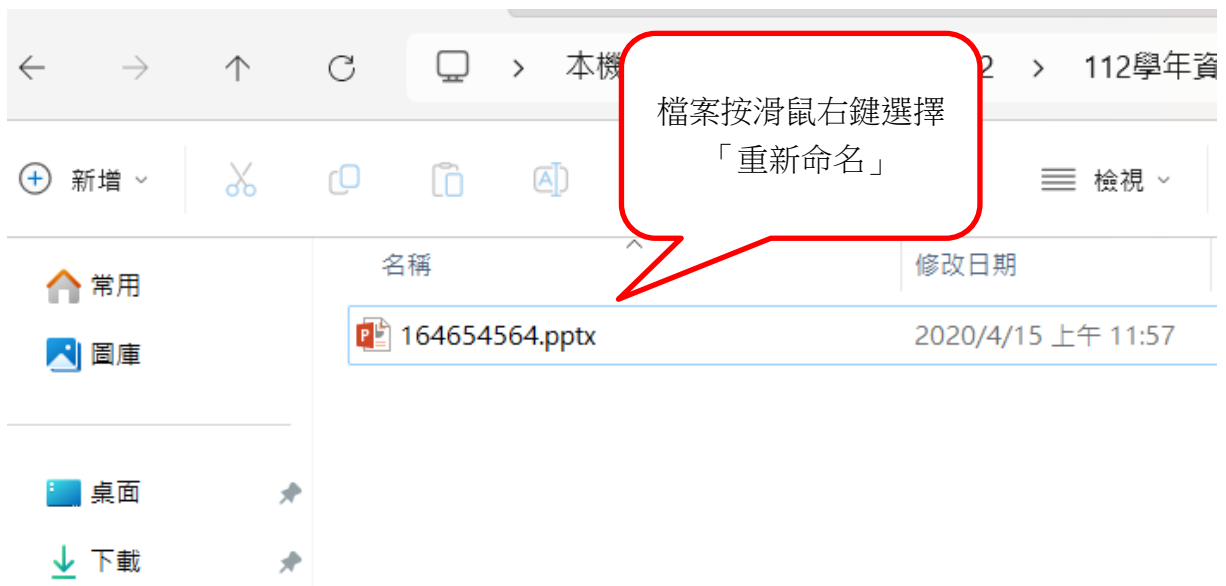 本機
2 > 112學年資
檔案按滑鼠右鍵選擇
「重新命名」
新增
檢視
名稱
修改日期
常用
164654564.pptx
2020/4/15 上午 11:57
圖庫
桌面
下載